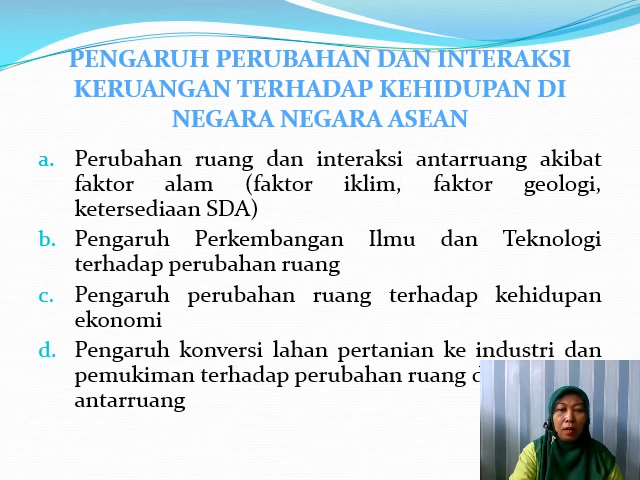 PENGARUH PERUBAHAN DAN INTERAKSI
KERUANGAN TERHADAP KEHIDUPAN DI
NEGARA NEGARA ASEAN
a. Perubahan ruang dan interaksi antarruang akibat
faktor alam (faktor iklim, faktor geologi,
ketersediaan SDA)
b. Pengaruh Perkembangan Ilmu dan Teknologi
terhadap perubahan ruang
c. Pengaruh perubahan ruang terhadap kehidupan
ekonomi
d. Pengaruh konversi lahan pertanian ke industri dan
pemukiman terhadap perubahan ruang
antarruang